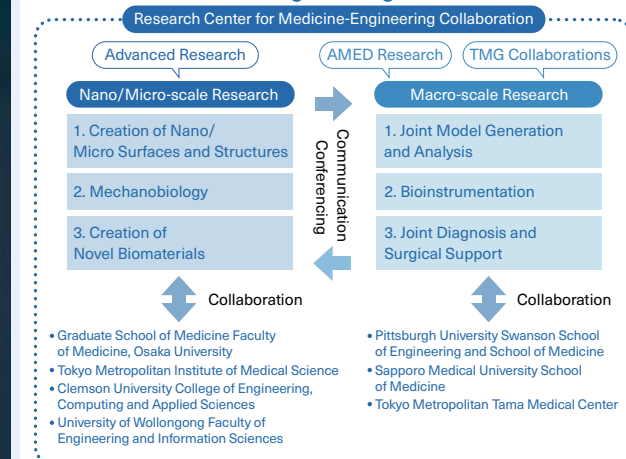 Research Center for Medicine-Engineering Collaboration
Advanced Research
AMED Research
TMG Collaborations
Nano/Micro-scale Research
Macro-scale Research
1. Creation of Nano/
Micro Surfaces and Structures
2. Mechanobiology
3. Creation of
Novel Biomaterials
Communication
Conferencing
1. Joint Model Generation
and Analysis
2. Bioinstrumentation
3. Joint Diagnosis and
Surgical Support
Collaboration
• Graduate School of Medicine Faculty
of Medicine, Osaka University
• Tokyo Metropolitan Institute of Medical Science
• Clemson University College of Engineering,
Computing and Applied Sciences
• University of Wollongong Faculty of
Engineering and Information Sciences
Collaboration
• Pittsburgh University Swanson School
of Engineering and School of Medicine
• Sapporo Medical University School
of Medicine
• Tokyo Metropolitan Tama Medical Center